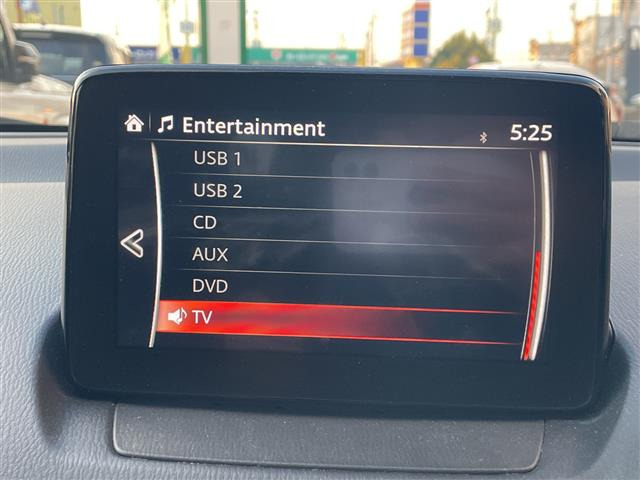 Entertainment
5:25
USB 1
USB 2
CD
AUX
DVD
TV